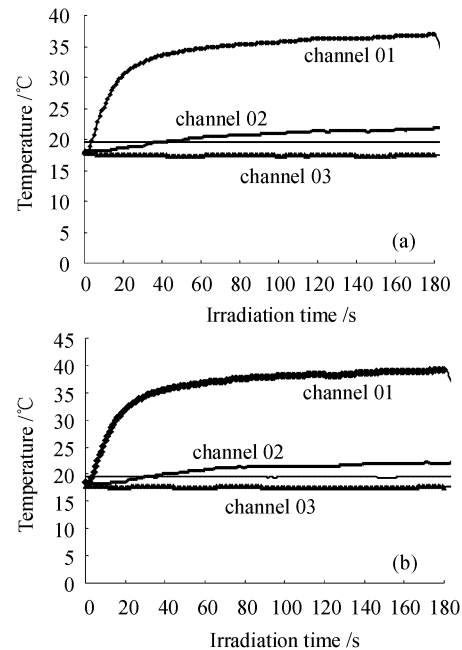 40
35
30
25
20
15
10
5
0
Temperature /℃
channel 01
channel 02
channel 03
(a)
0 20 40 60 80 100 120 140 160 180
Irradiation time /s
45
40
35
30
25
20
15
10
5
0
Temperature /℃
channel 01
channel 02
channel 03
(b)
0 20 40 60 80 100 120 140 160 180
Irradiation time /s